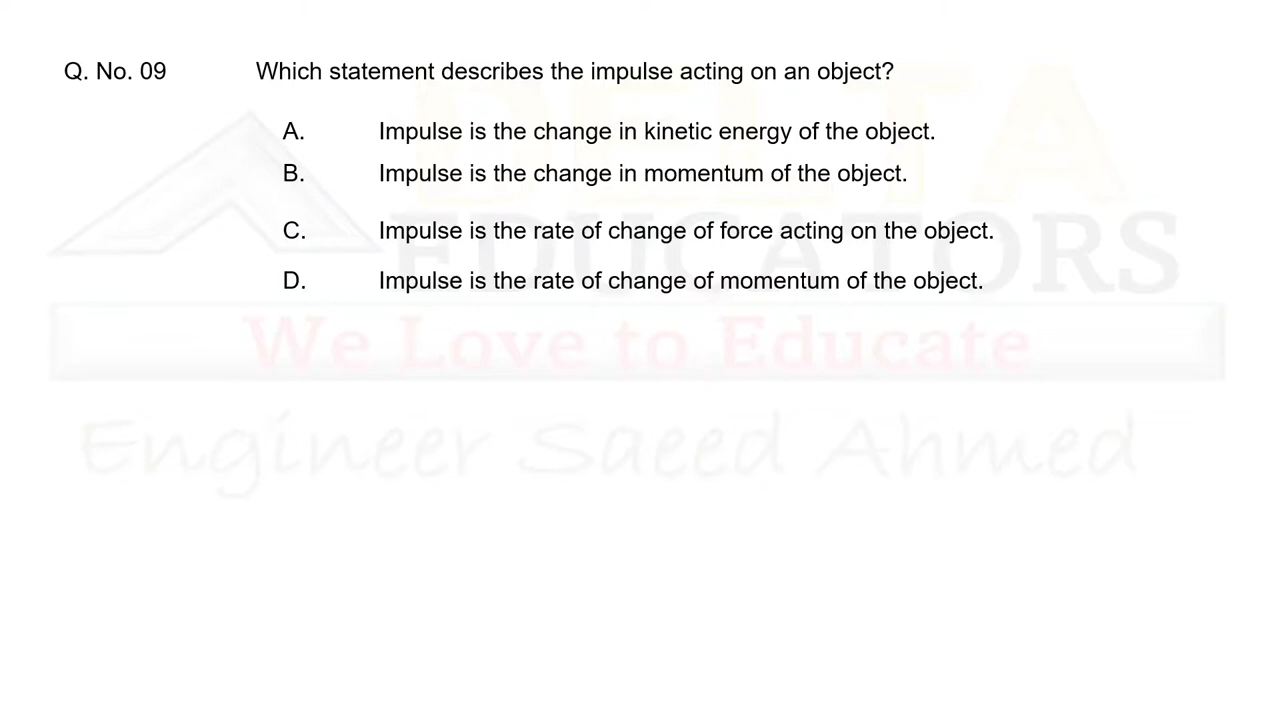 Q. No. 09 Which statement describes the impulse acting on an object?
A. Impulse is the change in kinetic energy of the object.
B. Impulse is the change in momentum of the object.
C. Impulse is the rate of change of force acting on the object.
D. Impulse is the rate of change of momentum of the object.
DELTA
EDUCATORS
We Love to Educate
Engineer Saeed Ahmed